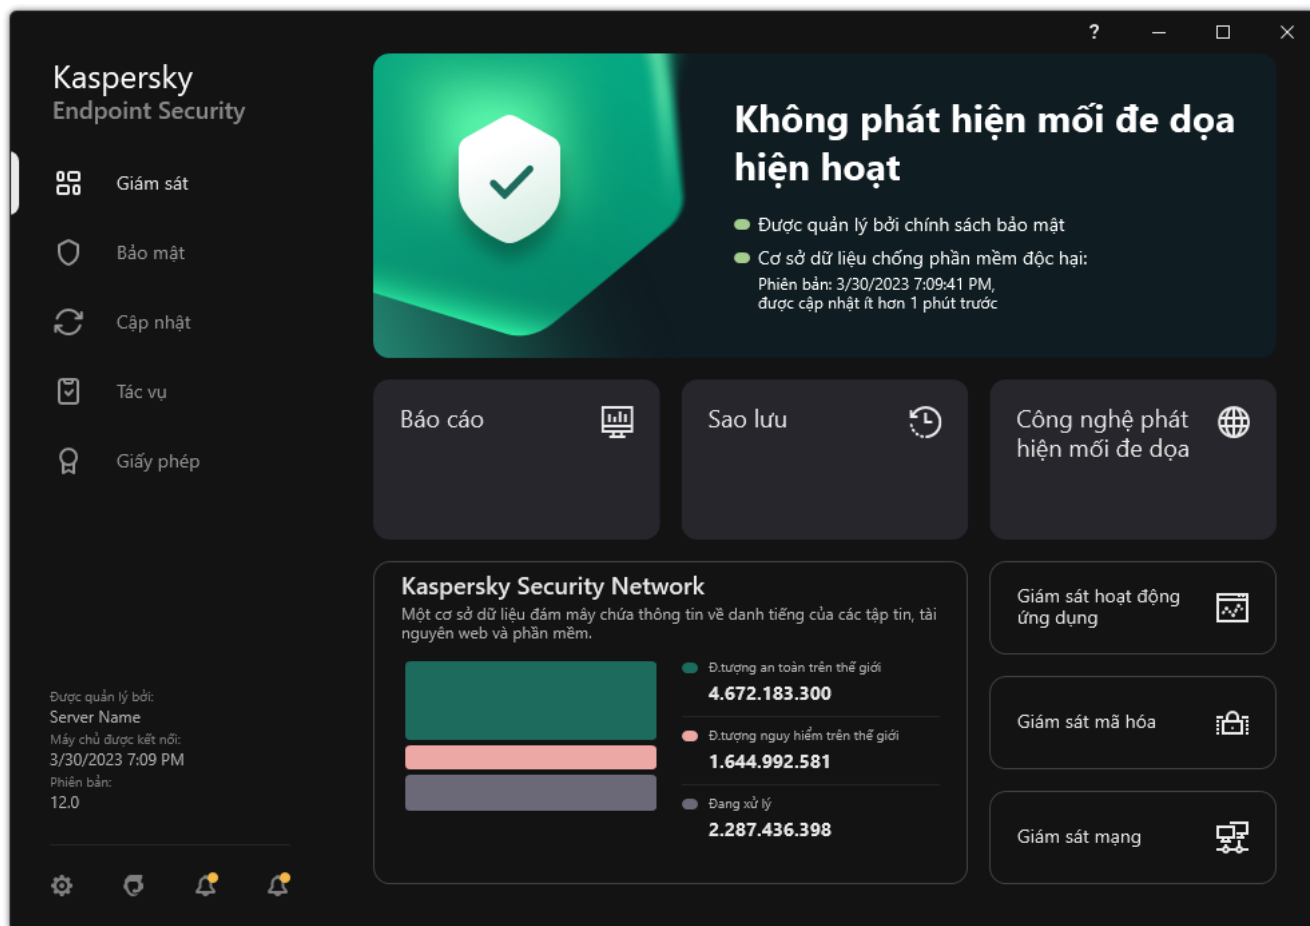 ?
Kaspersky
Endpoint Security
Giám sát
Bảo mật
Cập nhật
Tác vụ
Giấy phép
Được quản lý bởi:
Server Name
Máy chủ được kết nối:
3/30/2023 7:09 PM
Phiên bản:
12.0
Không phát hiện mối đe dọa
hiện hoạt
Được quản lý bởi chính sách bảo mật
Cơ sở dữ liệu chống phần mềm độc hại:
Phiên bản: 3/30/2023 7:09:41 PM,
được cập nhật ít hơn 1 phút trước
Báo cáo
Sao lưu
Công nghệ phát
hiện mối đe dọa
Kaspersky Security Network
Một cơ sở dữ liệu đám mây chứa thông tin về danh tiếng của các tập tin, tài
nguyên web và phần mềm.
Đ.tượng an toàn trên thế giới
4.672.183.300
Đ.tượng nguy hiểm trên thế giới
1.644.992.581
Đang xử lý
2.287.436.398
Giám sát hoạt động
ứng dụng
Giám sát mã hóa
Giám sát mạng